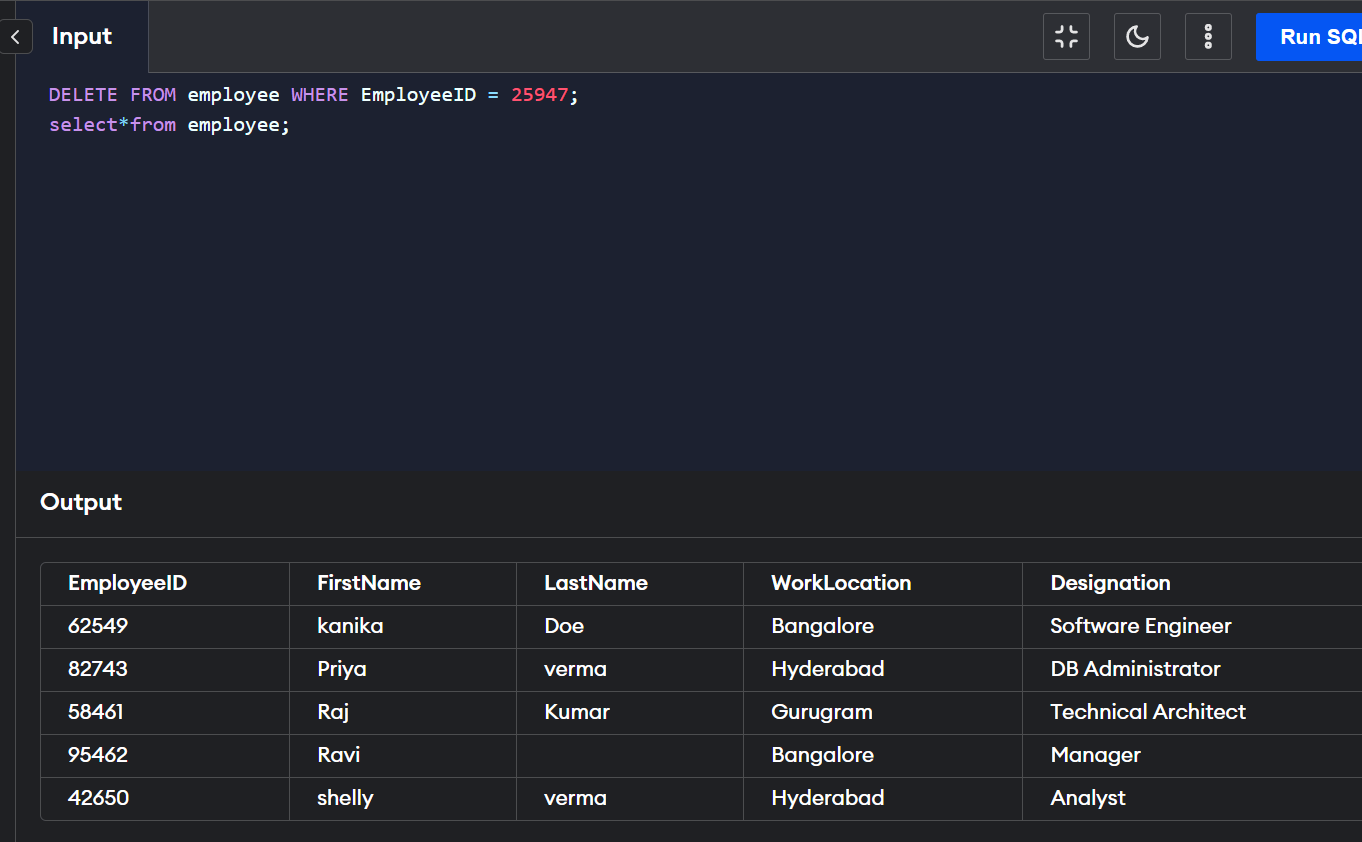 Input
Run SQL
DELETE FROM employee WHERE EmployeeID = 25947;
select*from employee;
Output
EmployeeID FirstName LastName WorkLocation Designation
62549 kanika Doe Bangalore Software Engineer
82743 Priya verma Hyderabad DB Administrator
58461 Raj Kumar Gurugram Technical Architect
95462 Ravi Bangalore Manager
42650 shelly verma Hyderabad Analyst